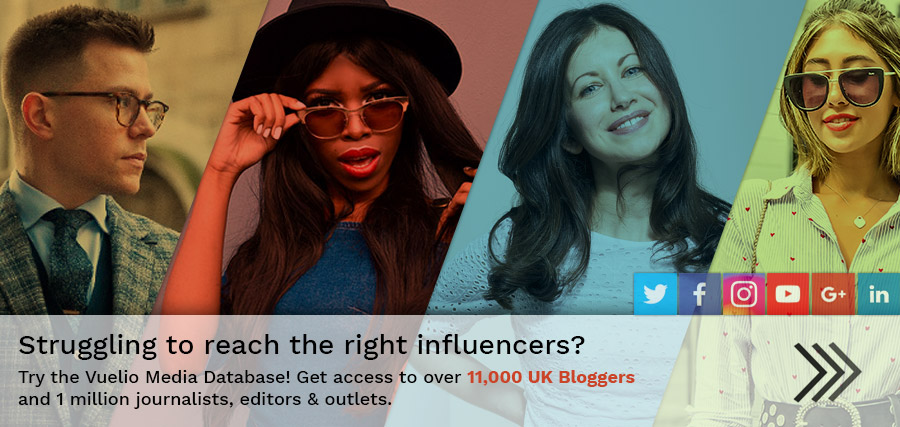 Struggling to reach the right influencers?
Try the Vuelio Media Database! Get access to over 11,000 UK Bloggers
and 1 million journalists, editors & outlets.
f
G+
in